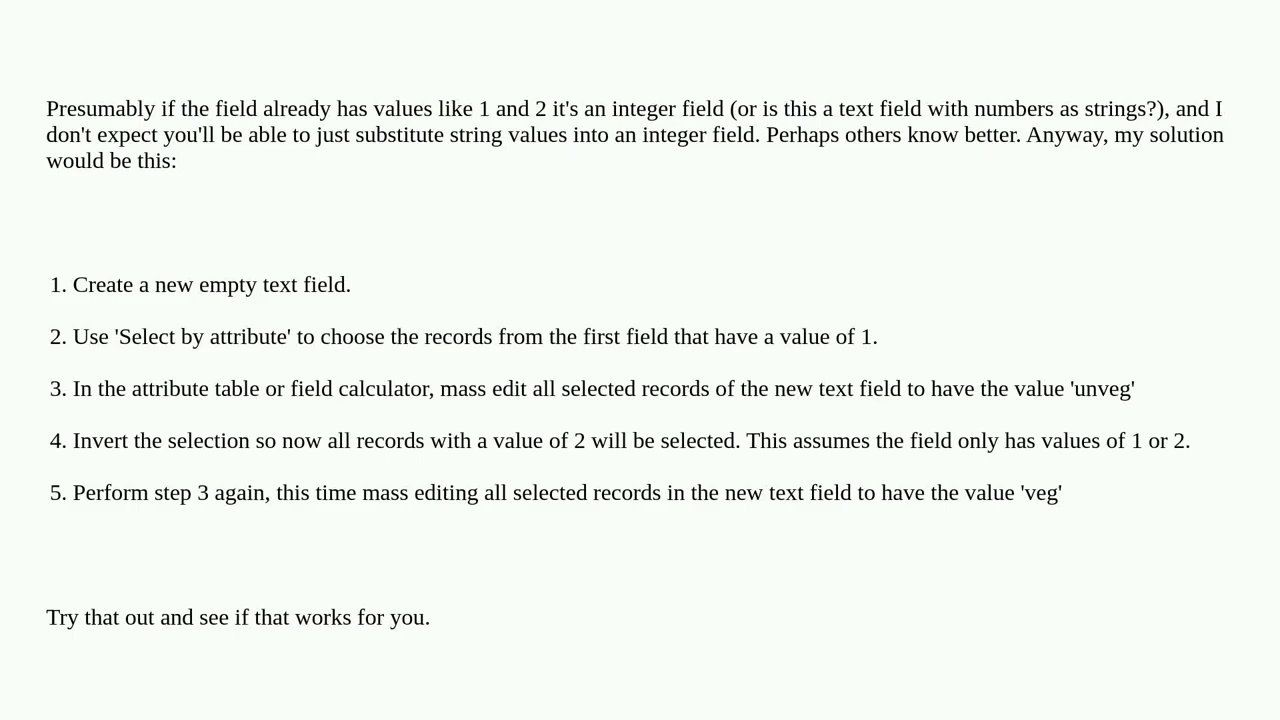 Presumably if the field already has values like 1 and 2 it's an integer field (or is this a text field with numbers as strings?), and I
don't expect you'll be able to just substitute string values into an integer field. Perhaps others know better. Anyway, my solution
would be this:
1. Create a new empty text field.
2. Use 'Select by attribute' to choose the records from the first field that have a value of 1.
3. In the attribute table or field calculator, mass edit all selected records of the new text field to have the value 'unveg'
4. Invert the selection so now all records with a value of 2 will be selected. This assumes the field only has values of 1 or 2.
5. Perform step 3 again, this time mass editing all selected records in the new text field to have the value 'veg'
Try that out and see if that works for you.